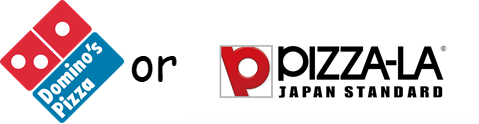 Domino's
Pizza
or
PIZZA-LA®
JAPAN STANDARD